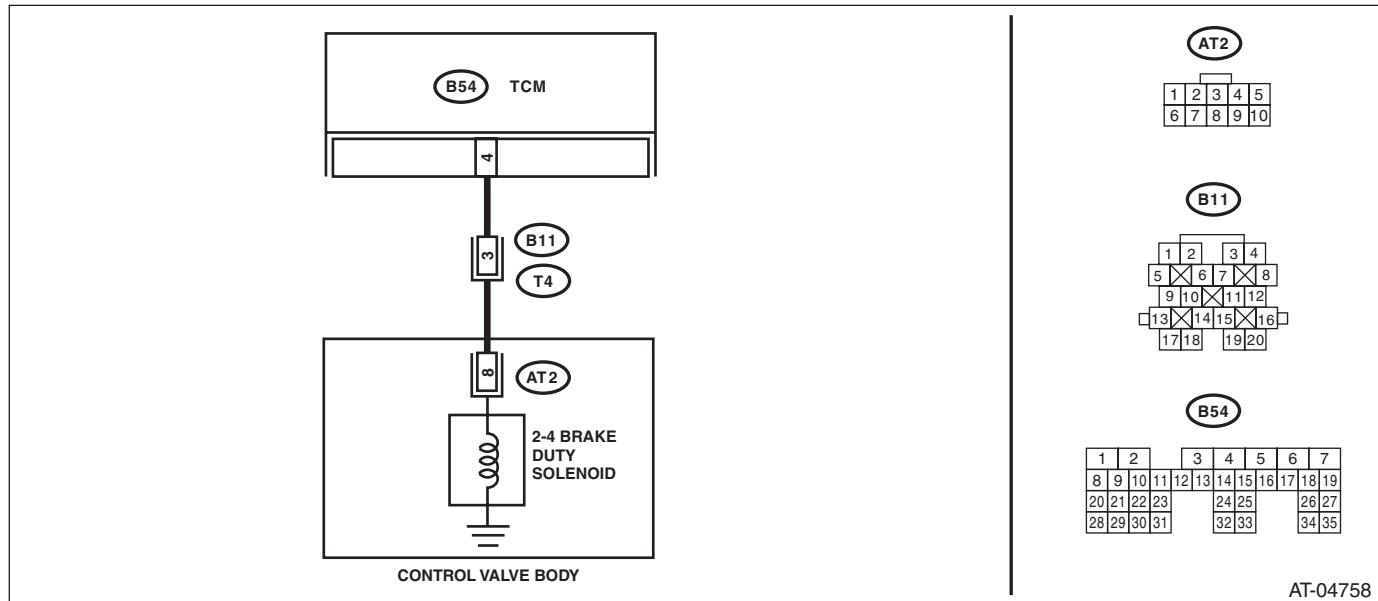 B54 TCM
4
3
B11
T4
8
AT2
2-4 BRAKE
DUTY
SOLENOID
CONTROL VALVE BODY
AT2
1 2 3 4 5
6 7 8 9 10
B11
1 2 3 4
5 6 7 8
9 10 11 12
13 14 15 16
17 18 19 20
B54
1 2 3 4 5 6 7
8 9 10 11 12 13 14 15 16 17 18 19
20 21 22 23 24 25 26 27
28 29 30 31 32 33 34 35
AT-04758